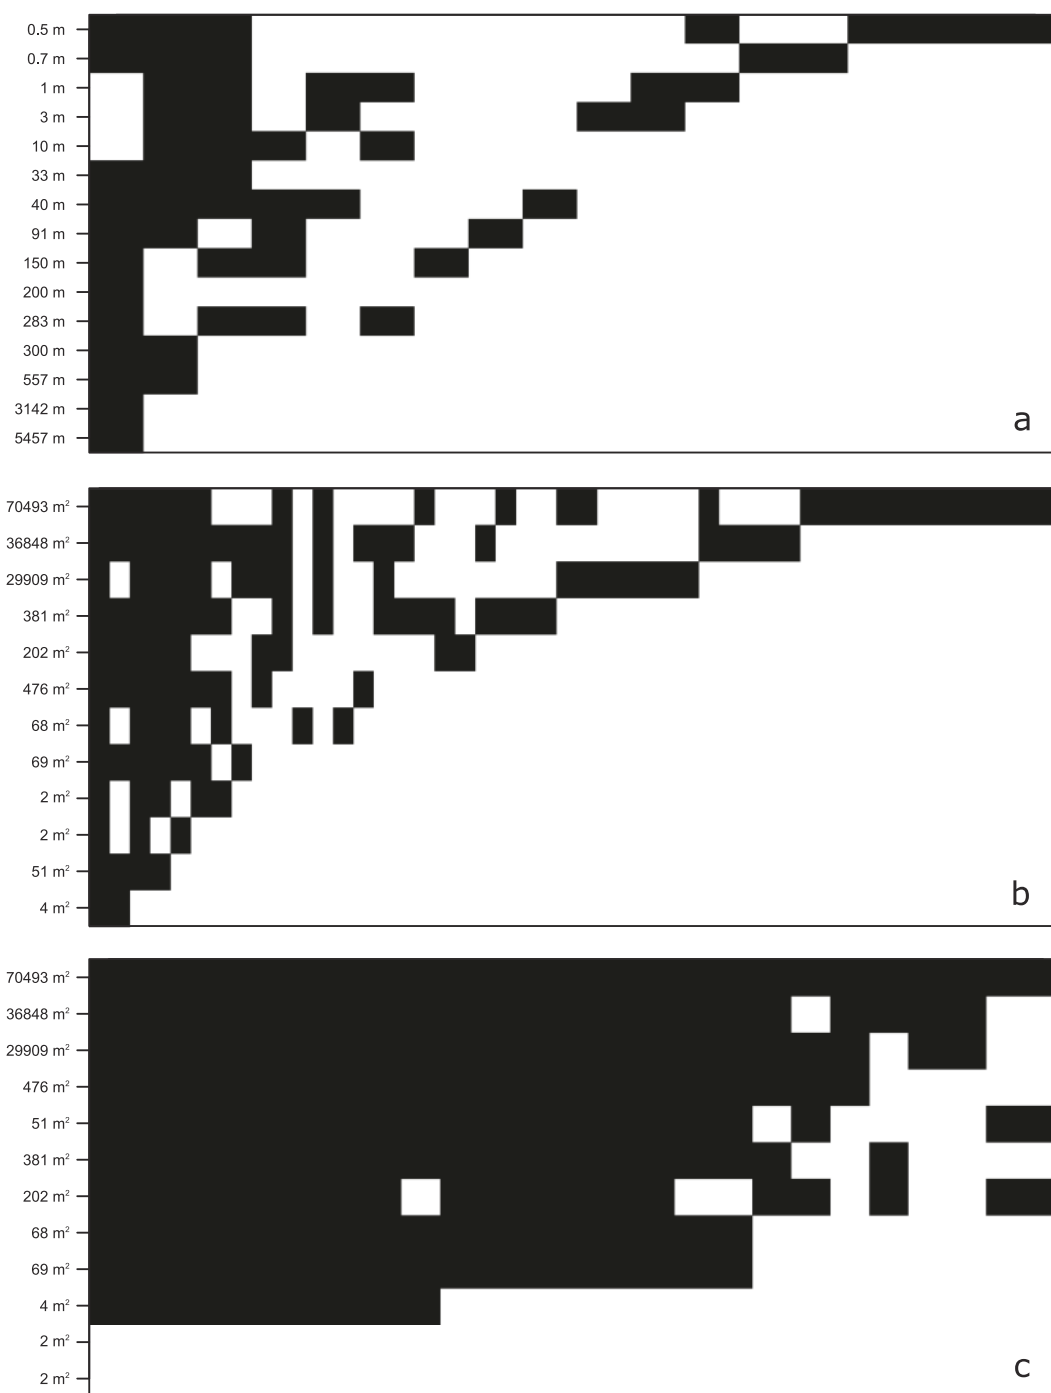 0.5 m
0.7 m
1 m
3 m
10 m
33 m
40 m
91 m
150 m
200 m
283 m
300 m
557 m
3142 m
5457 m
a
70493 m²
36848 m²
29909 m²
381 m²
202 m²
476 m²
68 m²
69 m²
2 m²
2 m²
51 m²
4 m²
b
70493 m²
36848 m²
29909 m²
476 m²
51 m²
381 m²
202 m²
68 m²
69 m²
4 m²
2 m²
2 m²
c